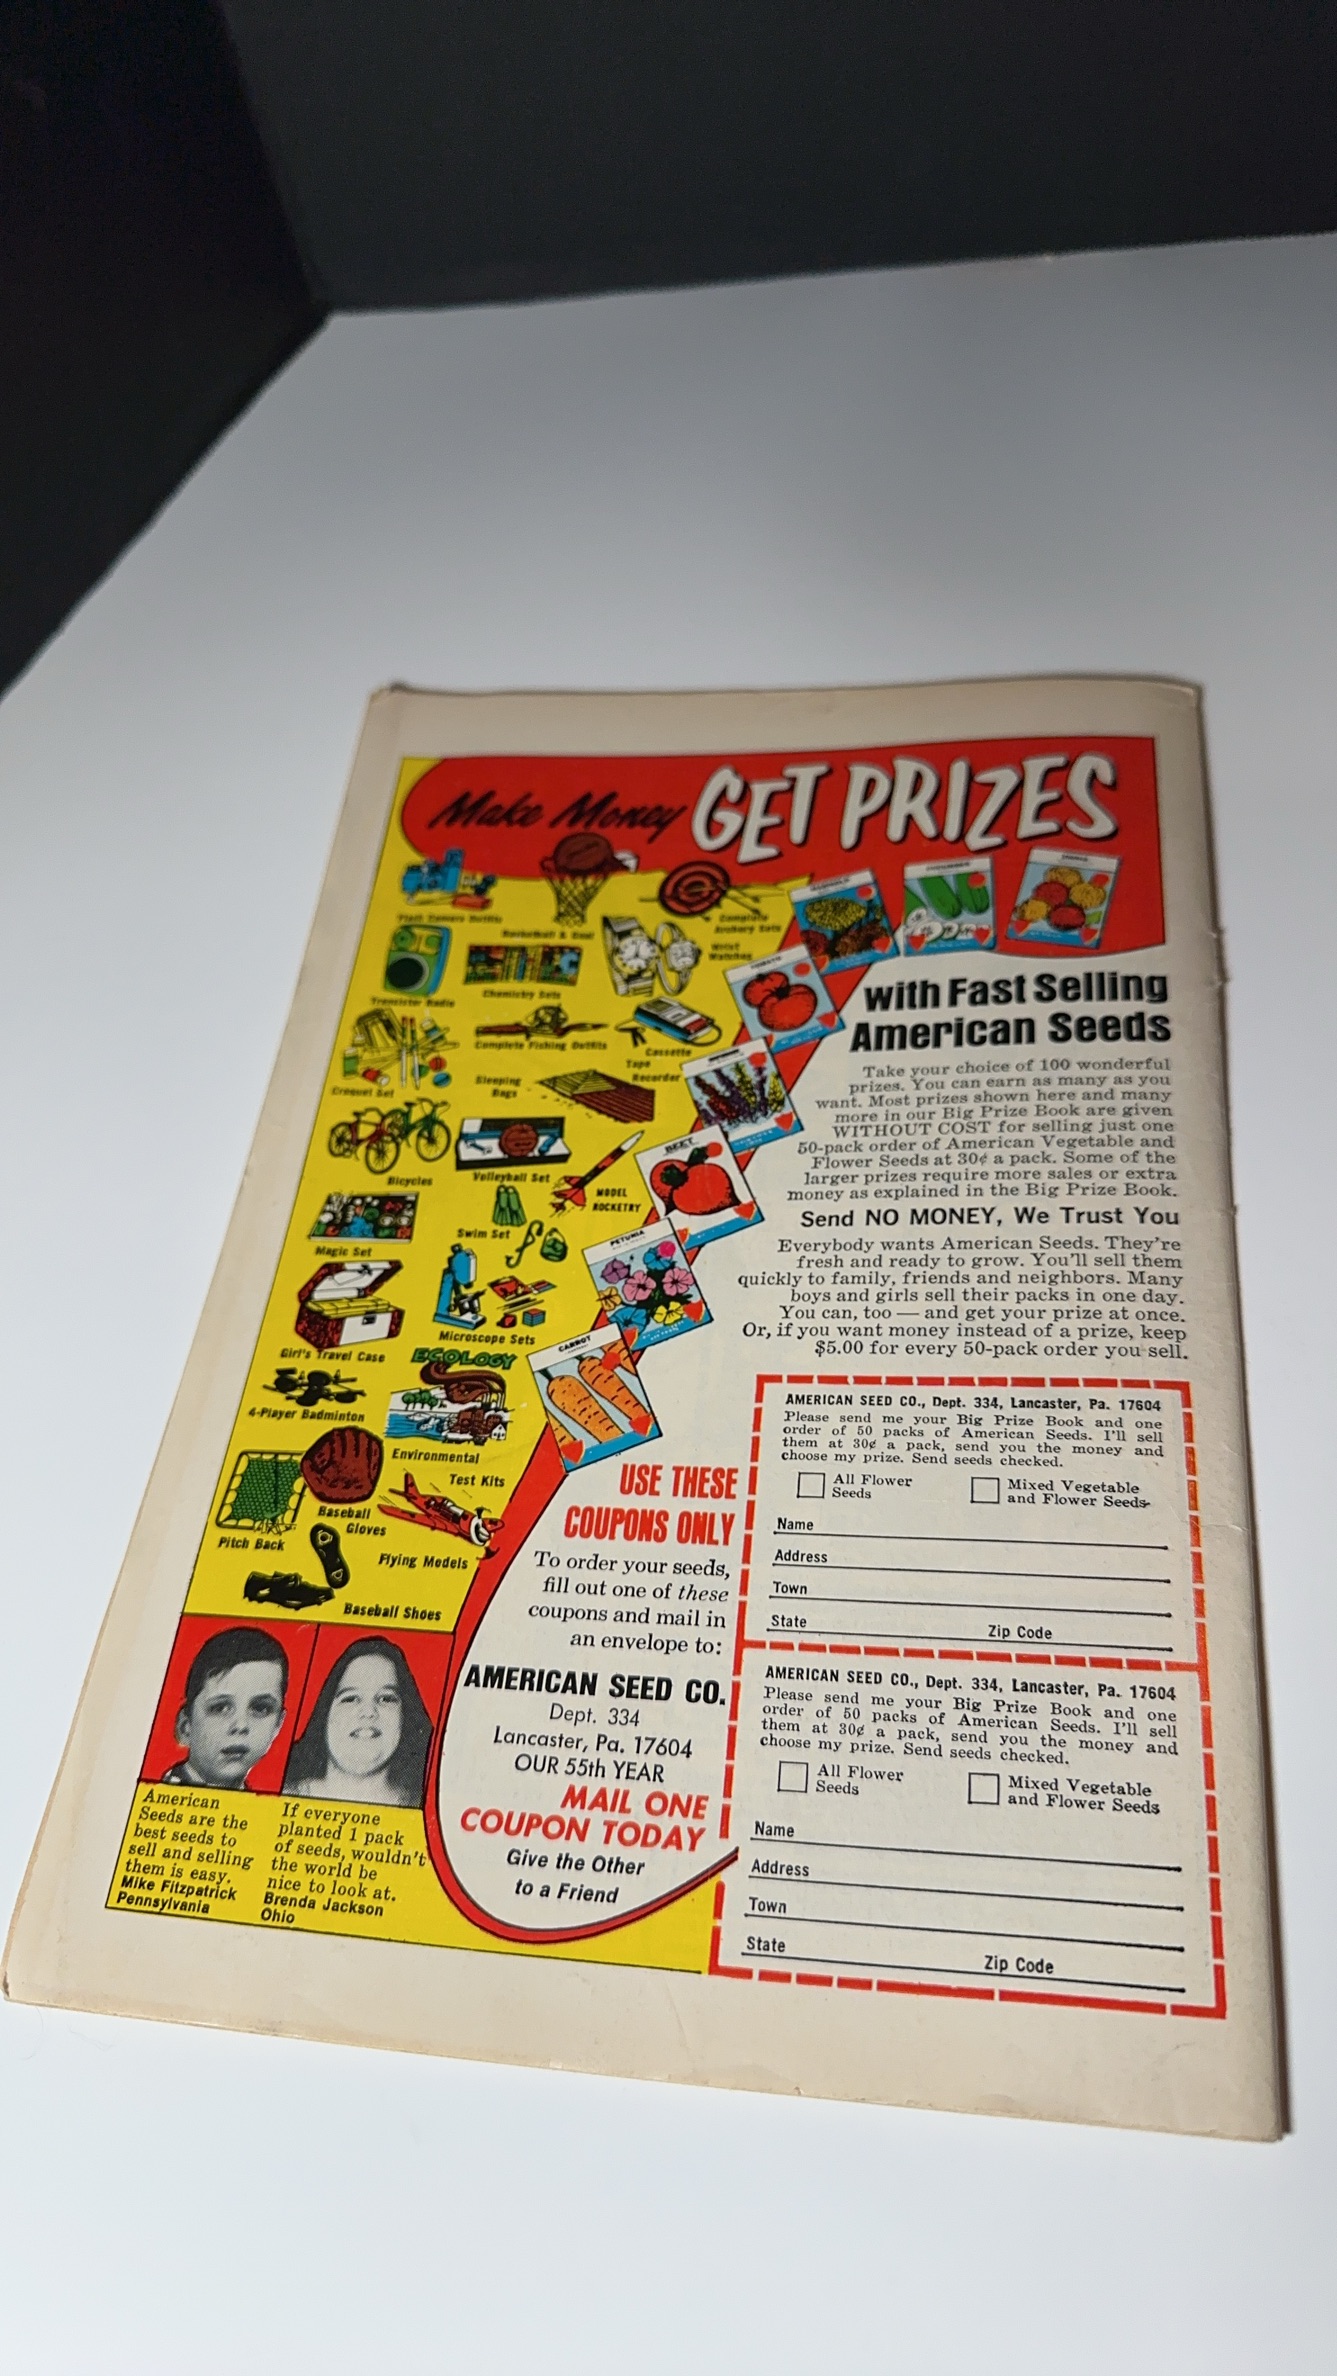 Make Money GET PRIZES
with Fast Selling
American Seeds
Take your choice of 100 wonderful
prizes. You can earn as many as you
want. Most prizes shown here and many
more in our Big Prize Book are given
WITHOUT COST for selling just one
50-pack order of American Vegetable and
Flower Seeds at 30¢ a pack. Some of the
larger prizes require more sales or extra
money as explained in the Big Prize Book.
Send NO MONEY, We Trust You
Everybody wants American Seeds. They're
fresh and ready to grow. You'll sell them
quickly to family, friends and neighbors. Many
boys and girls sell their packs in one day.
You can, too — and get your prize at once.
Or, if you want money instead of a prize, keep
$5.00 for every 50-pack order you sell.
Flash Camera Outfits
Basketball & Goal
Complete
Archery Sets
Wrist
Watches
Transistor Radio
Chemistry Sets
Complete Fishing Outfits
Cassette
Tape
Recorder
Croquet Set
Sleeping
Bags
Bicycles
Volleyball Set
MODEL
ROCKETRY
Magic Set
Swim Set
Girl's Travel Case
Microscope Sets
4-Player Badminton
ECOLOGY
Environmental
Test Kits
Pitch Back
Baseball
Gloves
Flying Models
Baseball Shoes
CUCUMBER
TOMATO
BEET
PETUNIA
CARROT
American
Seeds are the
best seeds to
sell and selling
them is easy.
Mike Fitzpatrick
Pennsylvania
If everyone
planted 1 pack
of seeds, wouldn't
the world be
nice to look at.
Brenda Jackson
Ohio
USE THESE
COUPONS ONLY
To order your seeds,
fill out one of these
coupons and mail in
an envelope to:
AMERICAN SEED CO.
Dept. 334
Lancaster, Pa. 17604
OUR 55th YEAR
MAIL ONE
COUPON TODAY
Give the Other
to a Friend
AMERICAN SEED CO., Dept. 334, Lancaster, Pa. 17604
Please send me your Big Prize Book and one
order of 50 packs of American Seeds. I'll sell
them at 30¢ a pack, send you the money and
choose my prize. Send seeds checked.
All Flower
Seeds
Mixed Vegetable
and Flower Seeds
Name
Address
Town
State Zip Code
AMERICAN SEED CO., Dept. 334, Lancaster, Pa. 17604
Please send me your Big Prize Book and one
order of 50 packs of American Seeds. I'll sell
them at 30¢ a pack, send you the money and
choose my prize. Send seeds checked.
All Flower
Seeds
Mixed Vegetable
and Flower Seeds
Name
Address
Town
State Zip Code